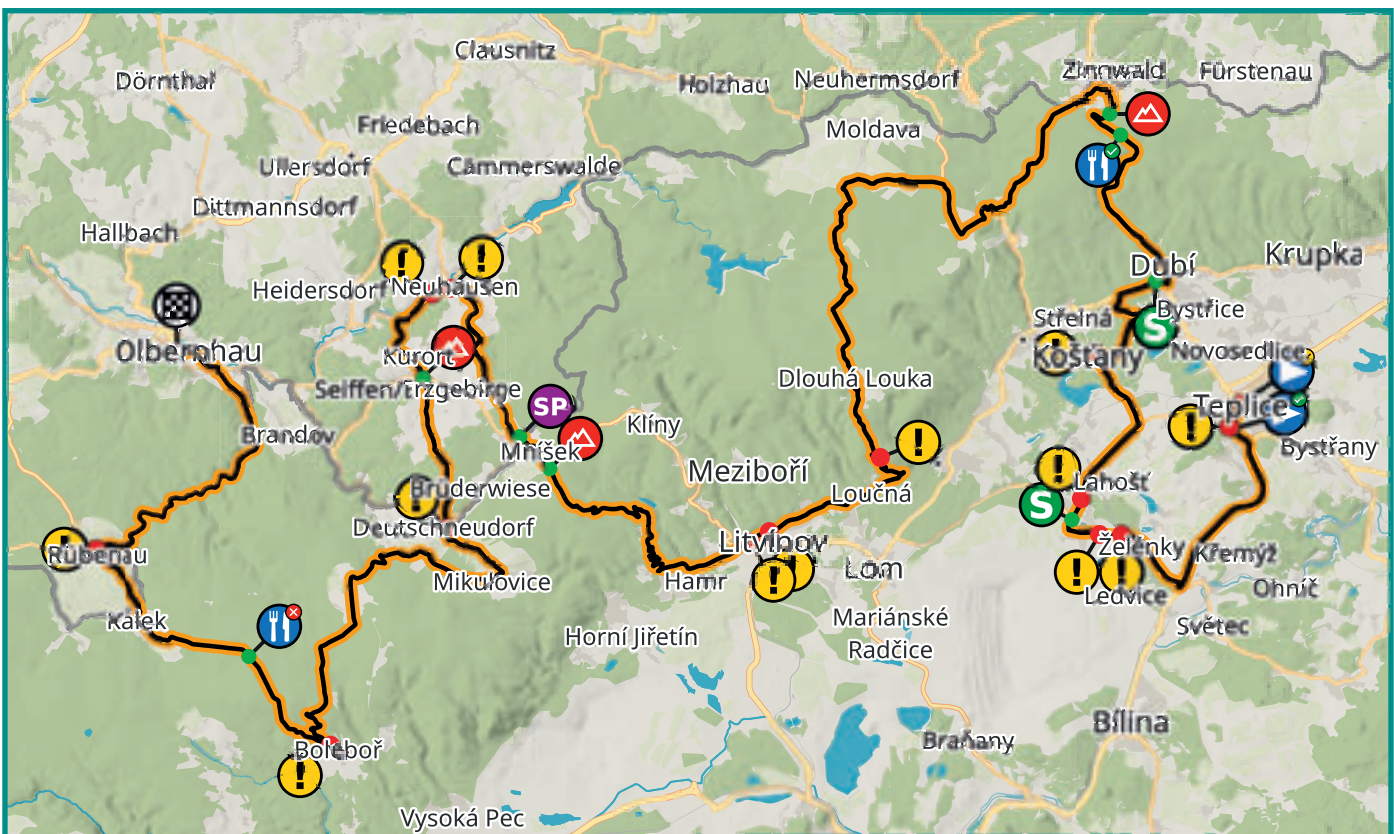 Clausnitz
Zinnwald
Fürstenau
Dörnthal
Holzhau
Neuhermsdorf
Friedebach
Moldava
Ullersdorf
Cämmerswalde
Dittmannsdorf
Hallbach
Krupka
Dubí
Heidersdorf
Neuhausen
Bystřice
Střelná
Olbernhau
Kurort
Seiffen/Erzgebirge
Košťany
Novosedlice
Dlouhá Louka
SP
S
Teplice
Klíny
Brandov
Mníšek
Bystřany
Meziboří
Brüderwiese
Loučná
Lahošť
S
Deutschneudorf
Litvínov
Želénky
Křemýž
Rübenau
Mikulovice
Hamr
Lom
Ledvice
Ohníč
Kalek
Horní Jiřetín
Mariánské
Radčice
Světec
Boleboř
Braňany
Bílina
Vysoká Pec